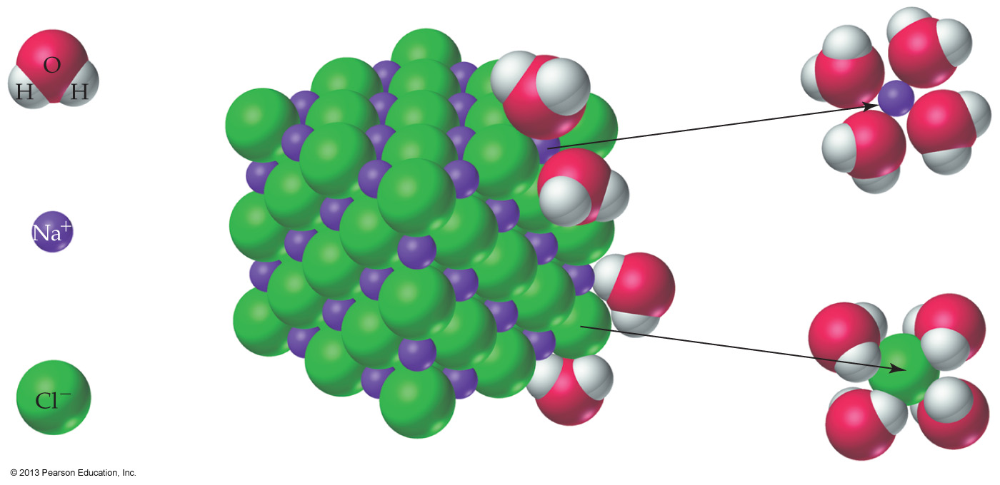 O
H H
Na⁺
Cl⁻
© 2013 Pearson Education, Inc.